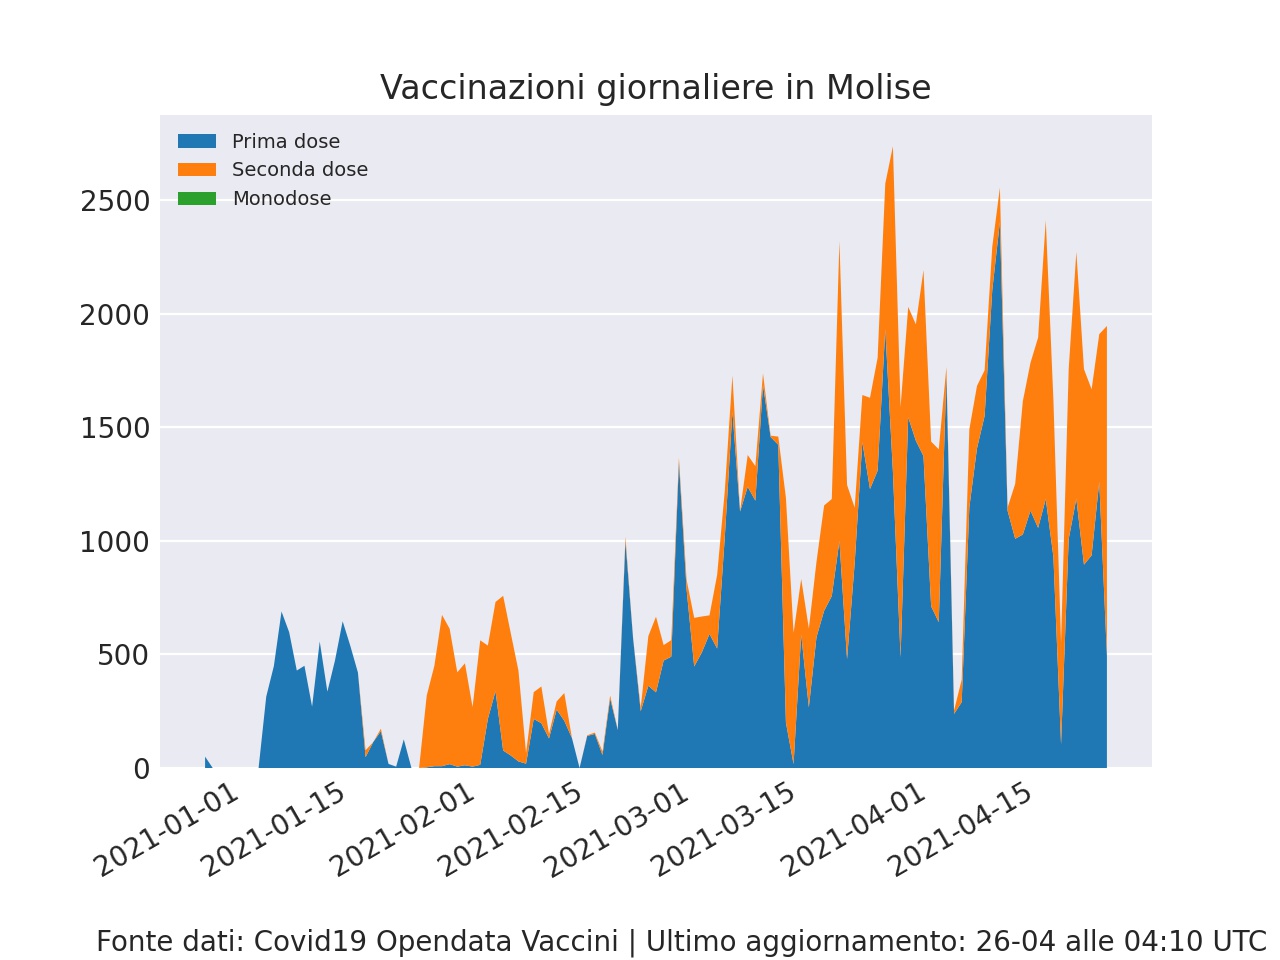 Vaccinazioni giornaliere in Molise
Prima dose
Seconda dose
Monodose
2500
2000
1500
1000
500
0
2021-01-01
2021-01-15
2021-02-01
2021-02-15
2021-03-01
2021-03-15
2021-04-01
2021-04-15
Fonte dati: Covid19 Opendata Vaccini | Ultimo aggiornamento: 26-04 alle 04:10 UTC